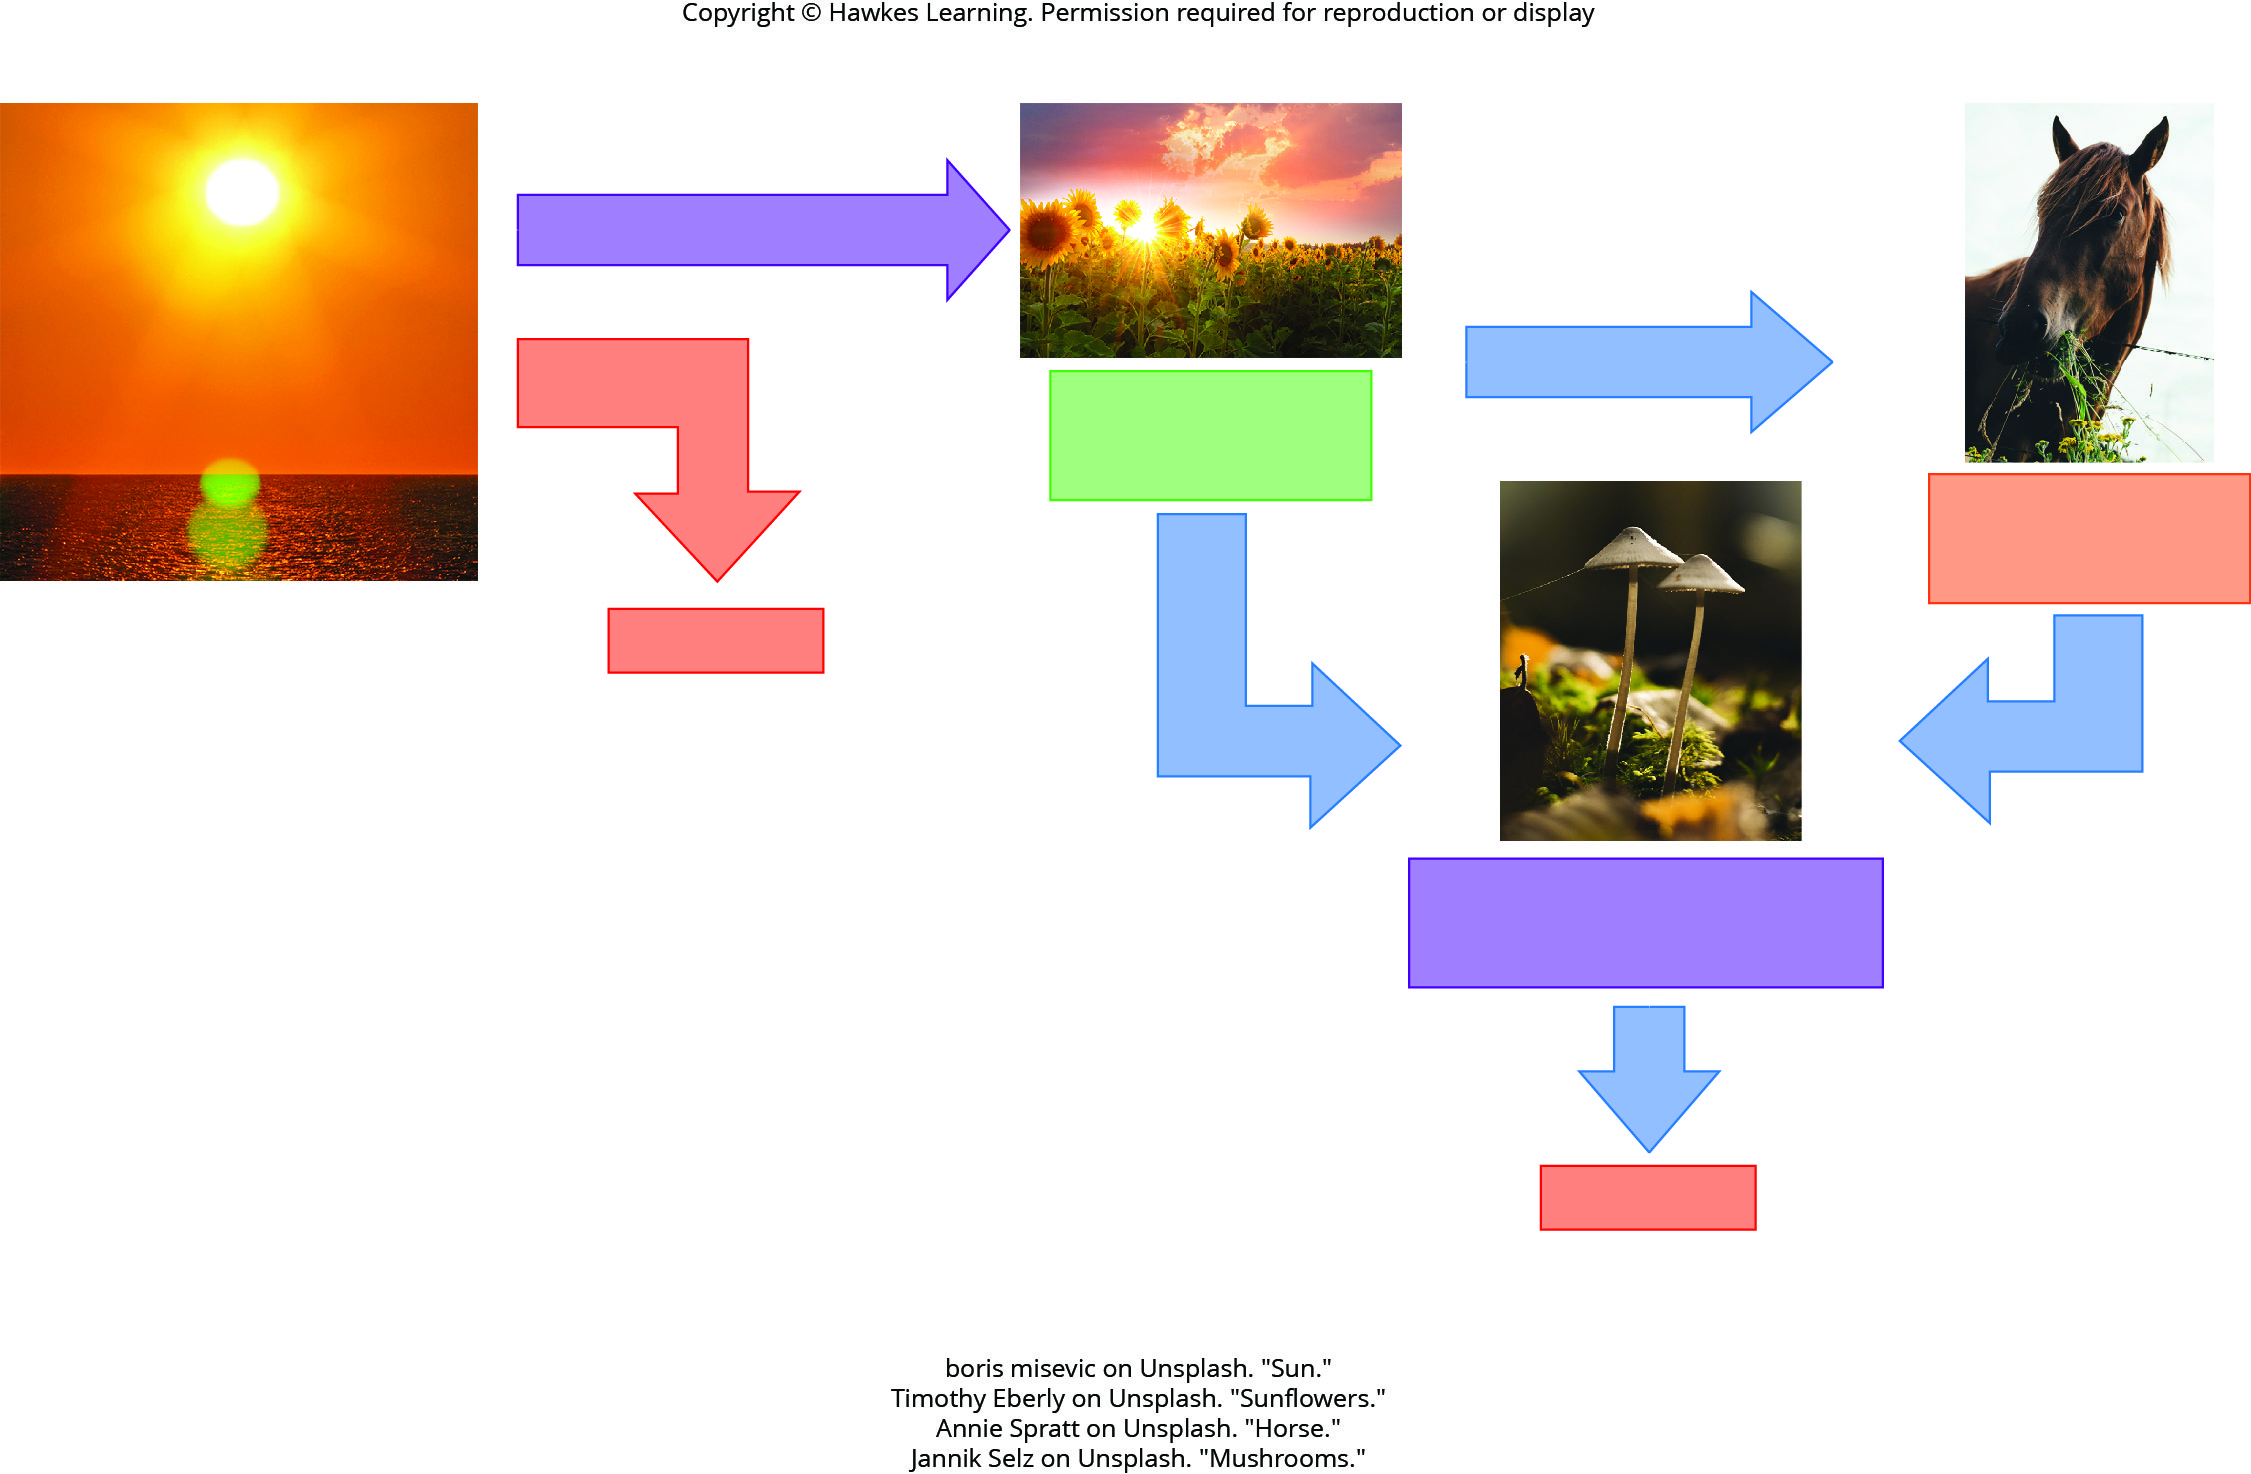 Copyright © Hawkes Learning. Permission required for reproduction or display
boris misevic on Unsplash. "Sun."
Timothy Eberly on Unsplash. "Sunflowers."
Annie Spratt on Unsplash. "Horse."
Jannik Selz on Unsplash. "Mushrooms."